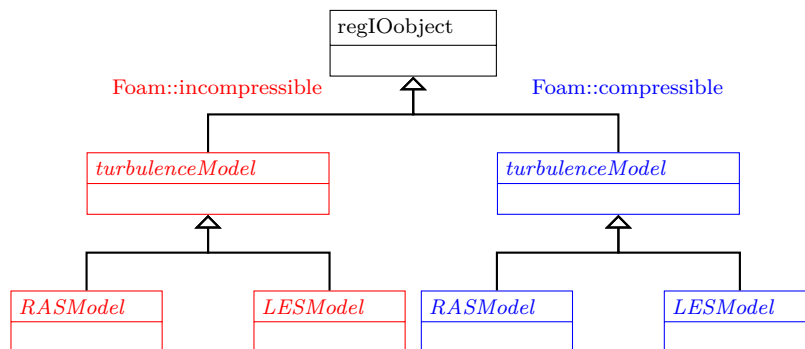 regIOobject
Foam::incompressible
Foam::compressible
turbulenceModel
turbulenceModel
RASModel
LESModel
RASModel
LESModel